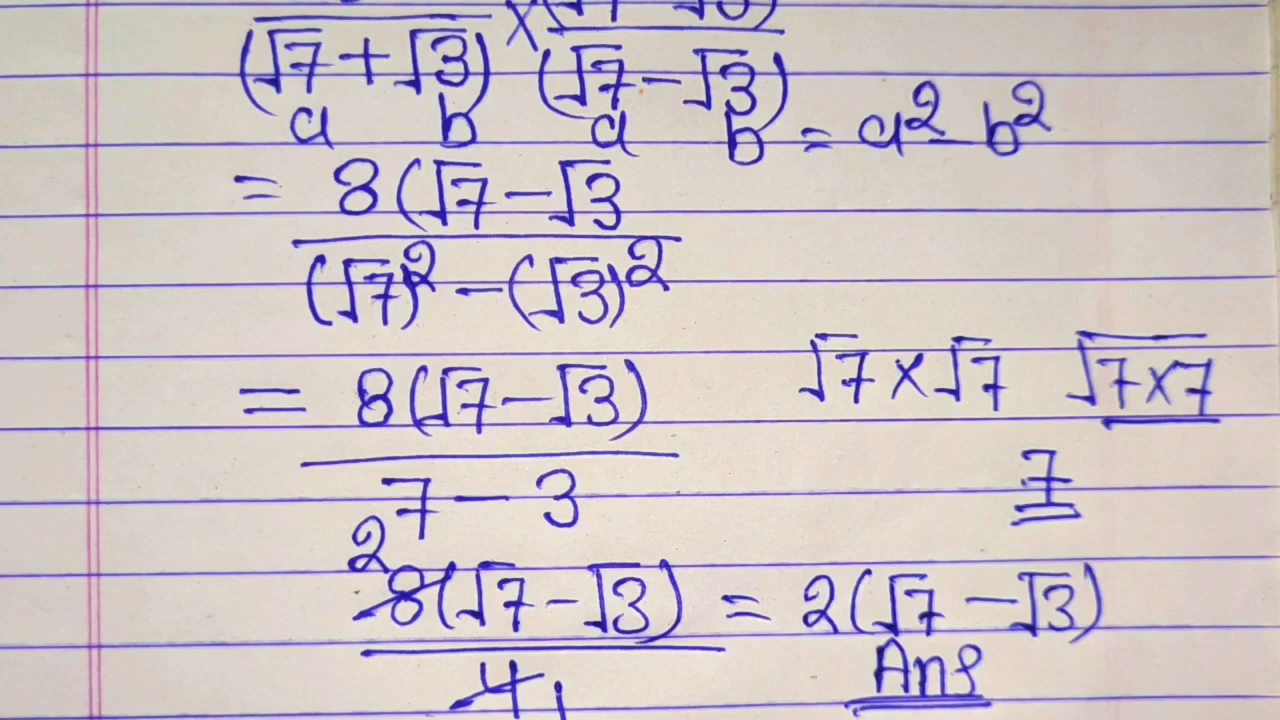 (√7+√3) × (√7-√3)
a b a b = a² - b²
= 8(√7-√3
(√7)² - (√3)²
= 8(√7-√3) √7×√7 √7×7
7-3 7
2
8(√7-√3) = 2(√7-√3)
4 1 Ans